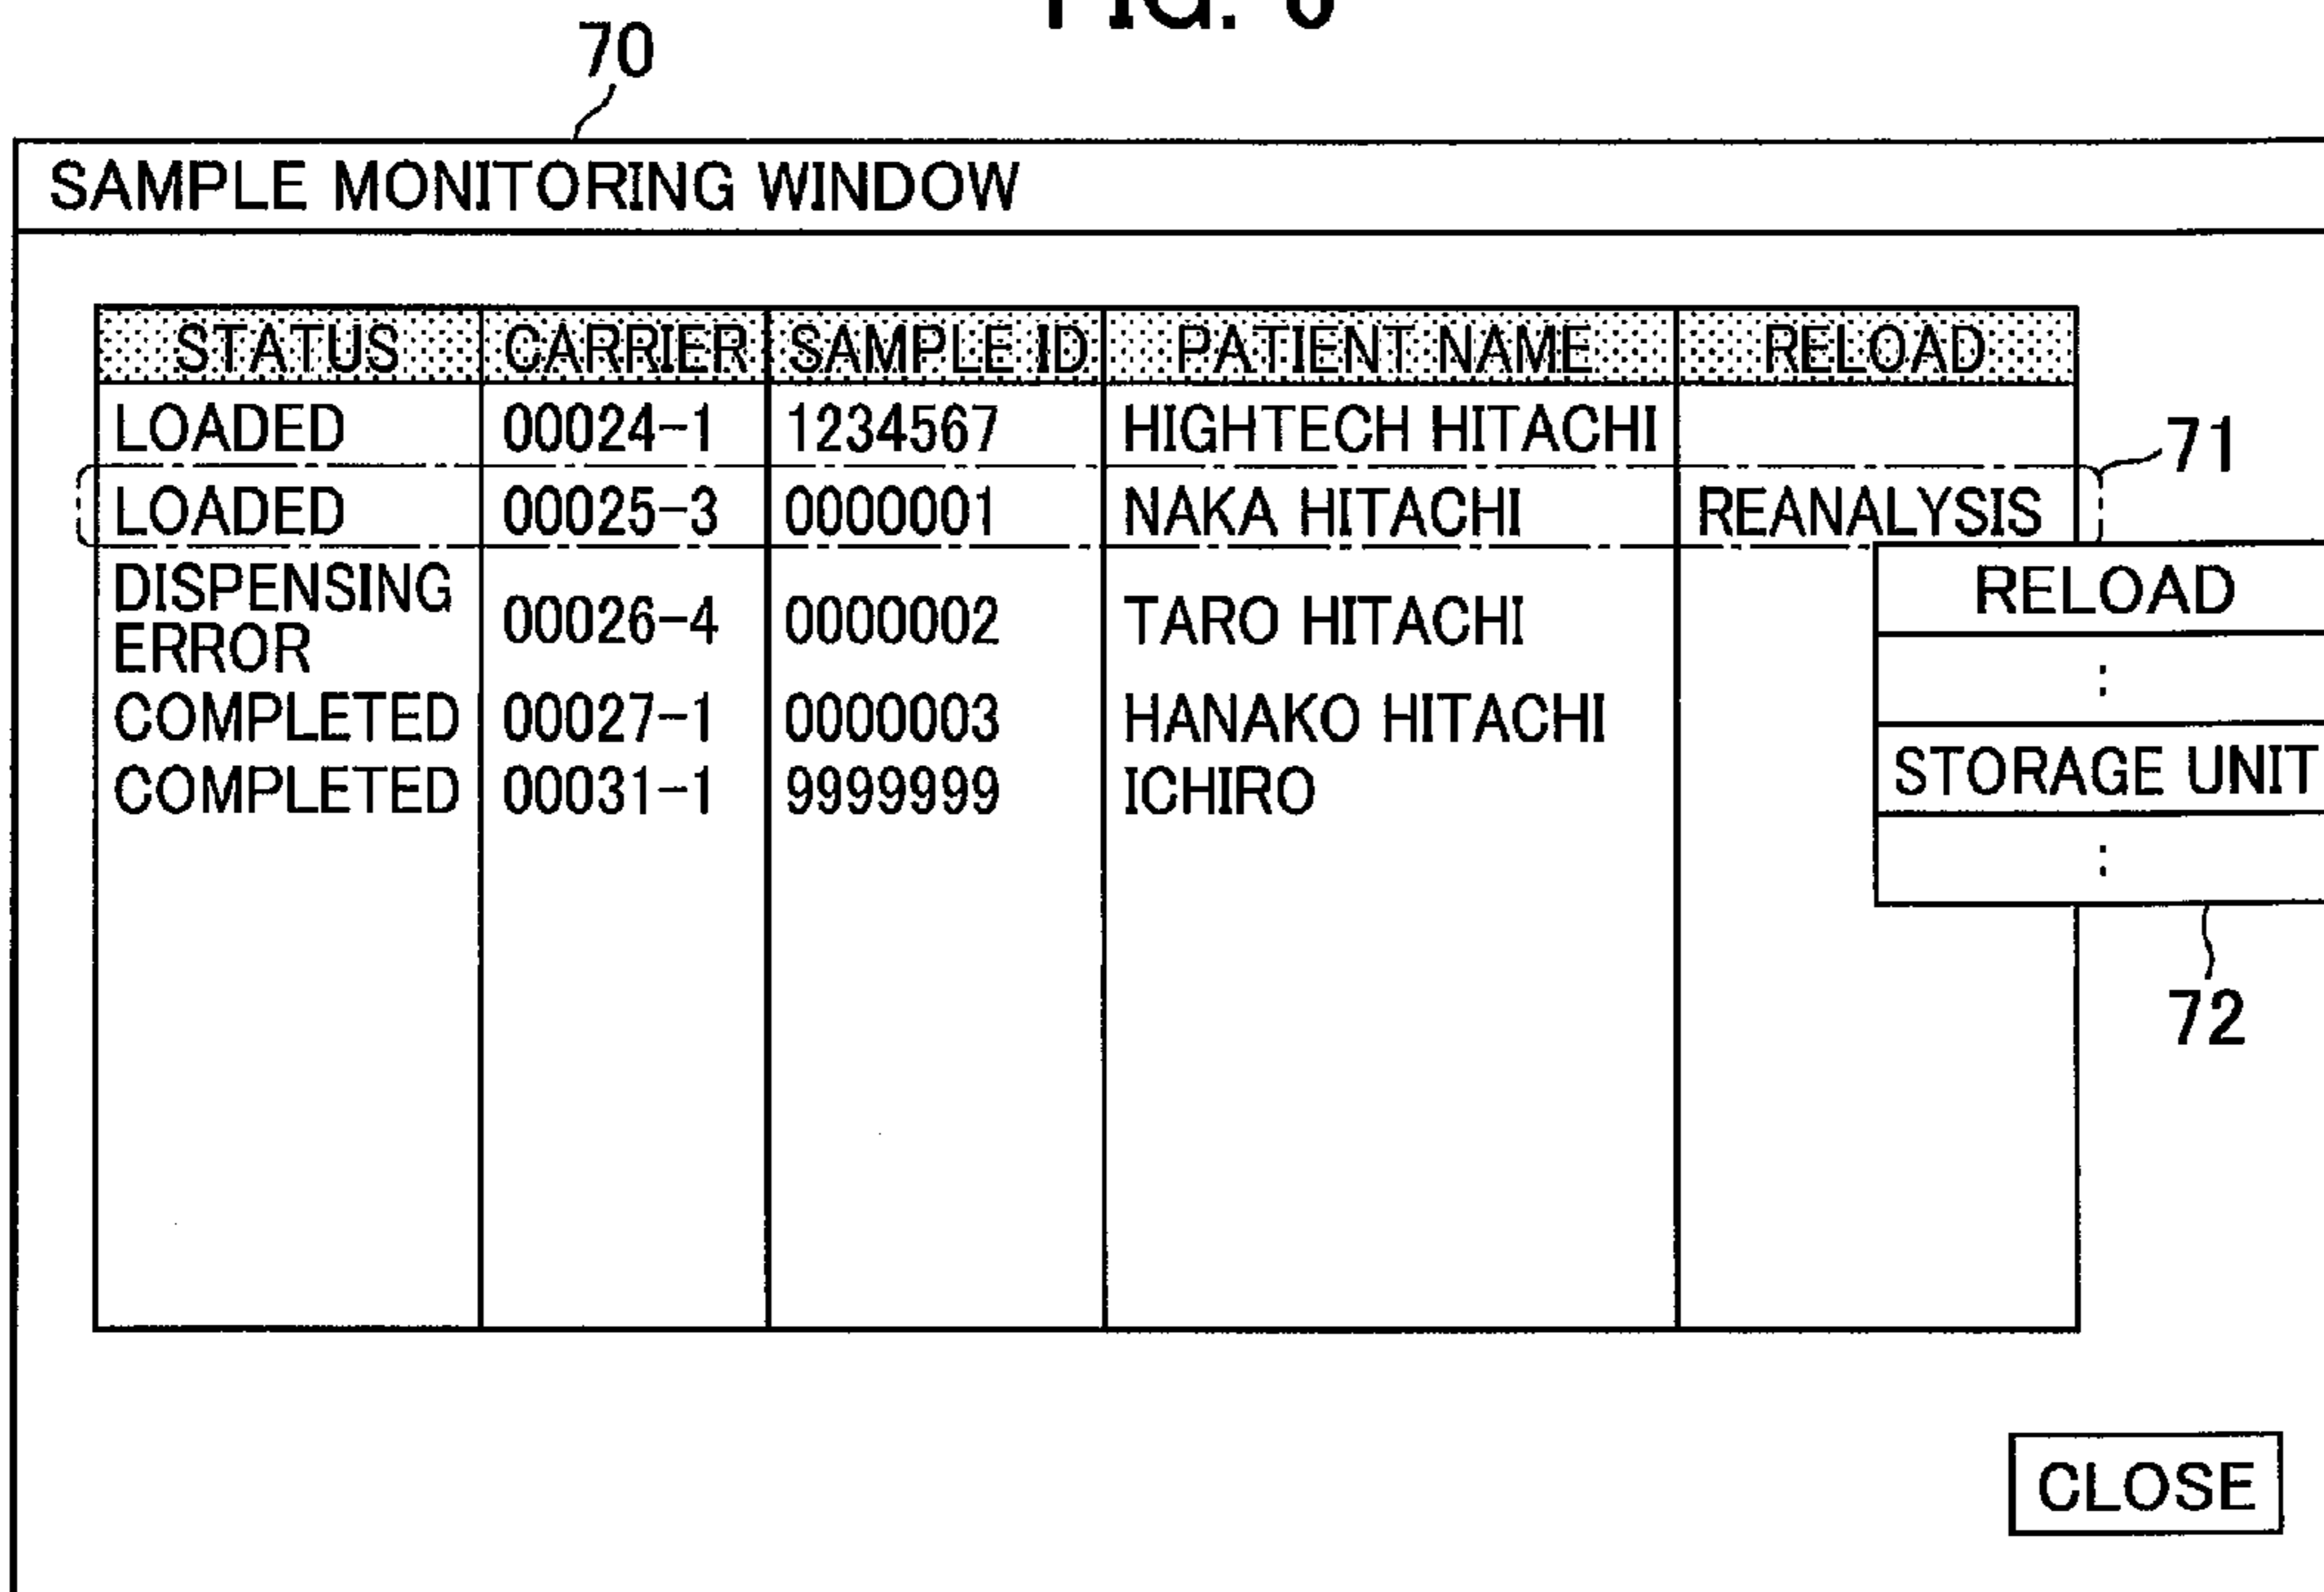 FIG.
70
SAMPLE MONITORING WINDOW
STATUS CARRIER SAMPLE ID PATIENT NAME RELOAD
LOADED 00024-1 1234567 HIGHTECH HITACHI
71
LOADED 00025-3 0000001 NAKA HITACHI REANALYSIS
DISPENSING
ERROR 00026-4 0000002 TARO HITACHI
COMPLETED 00027-1 0000003 HANAKO HITACHI
COMPLETED 00031-1 9999999 ICHIRO
RELOAD
:
STORAGE UNIT
:
72
CLOSE